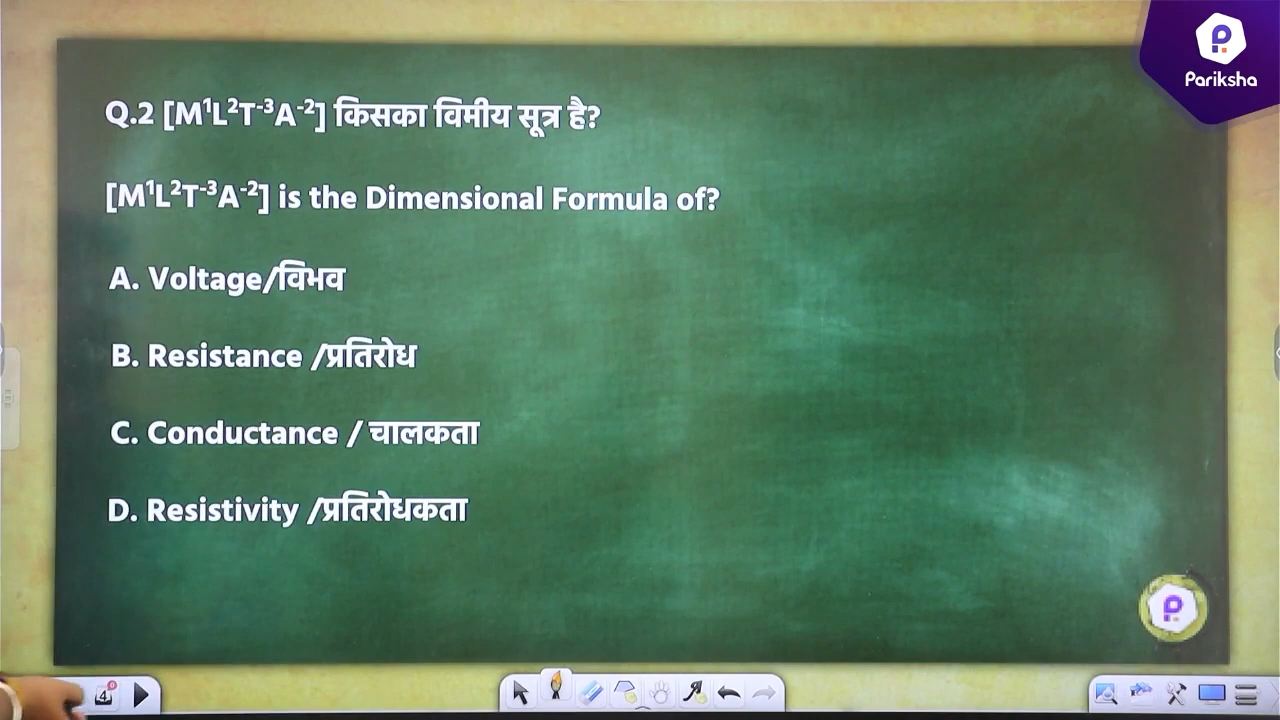 Pariksha
Q.2 [M¹L²T⁻³A⁻²] किसका विमीय सूत्र है?
[M¹L²T⁻³A⁻²] is the Dimensional Formula of?
A. Voltage/विभव
B. Resistance /प्रतिरोध
C. Conductance / चालकता
D. Resistivity /प्रतिरोधकता
4